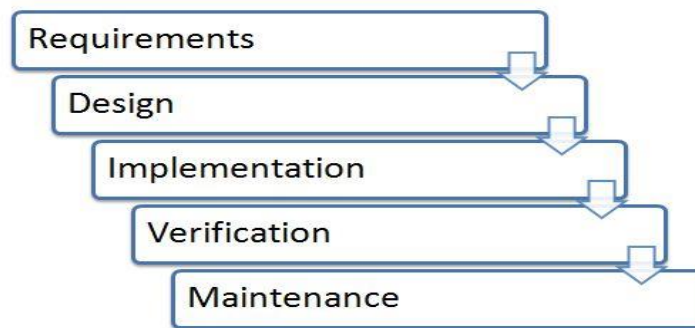 Requirements
Design
Implementation
Verification
Maintenance